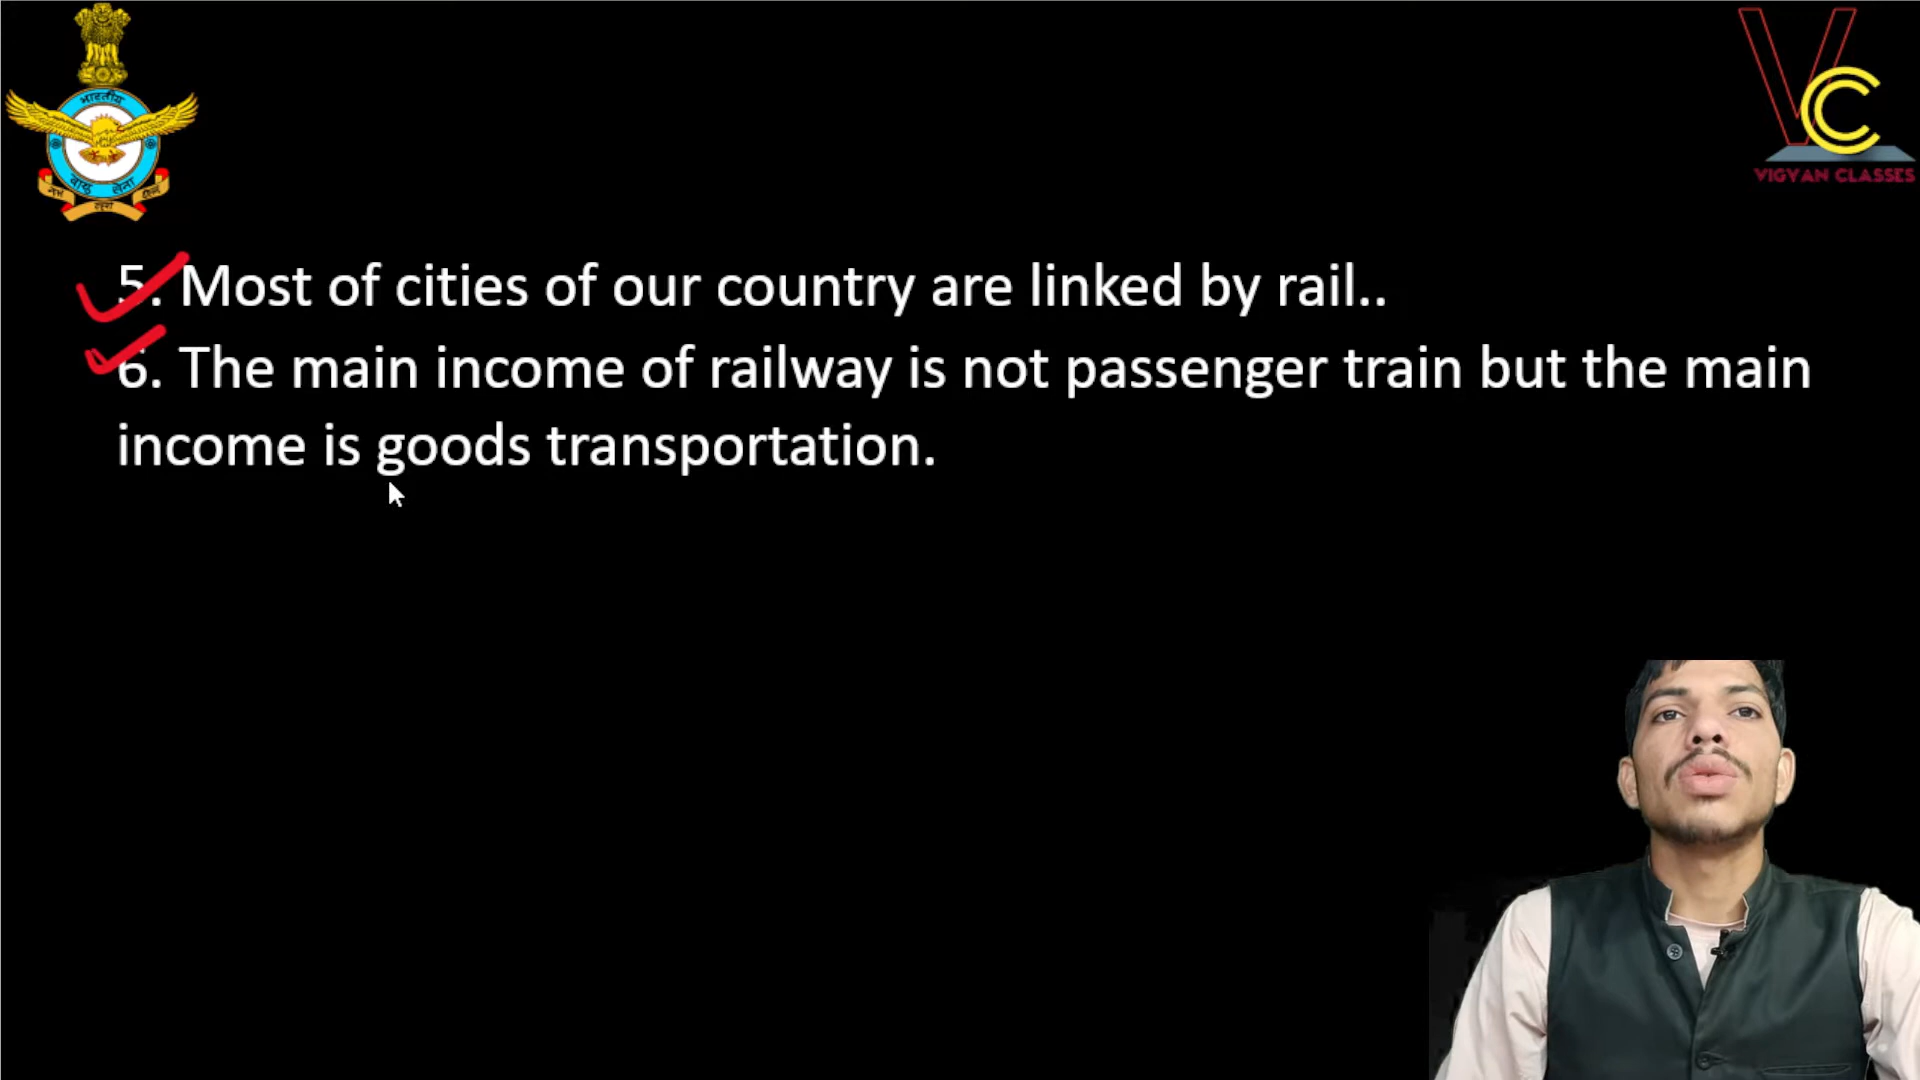 भारतीय
वायु सेना
VIGYAN CLASSES
5. Most of cities of our country are linked by rail..
6. The main income of railway is not passenger train but the main
income is goods transportation.